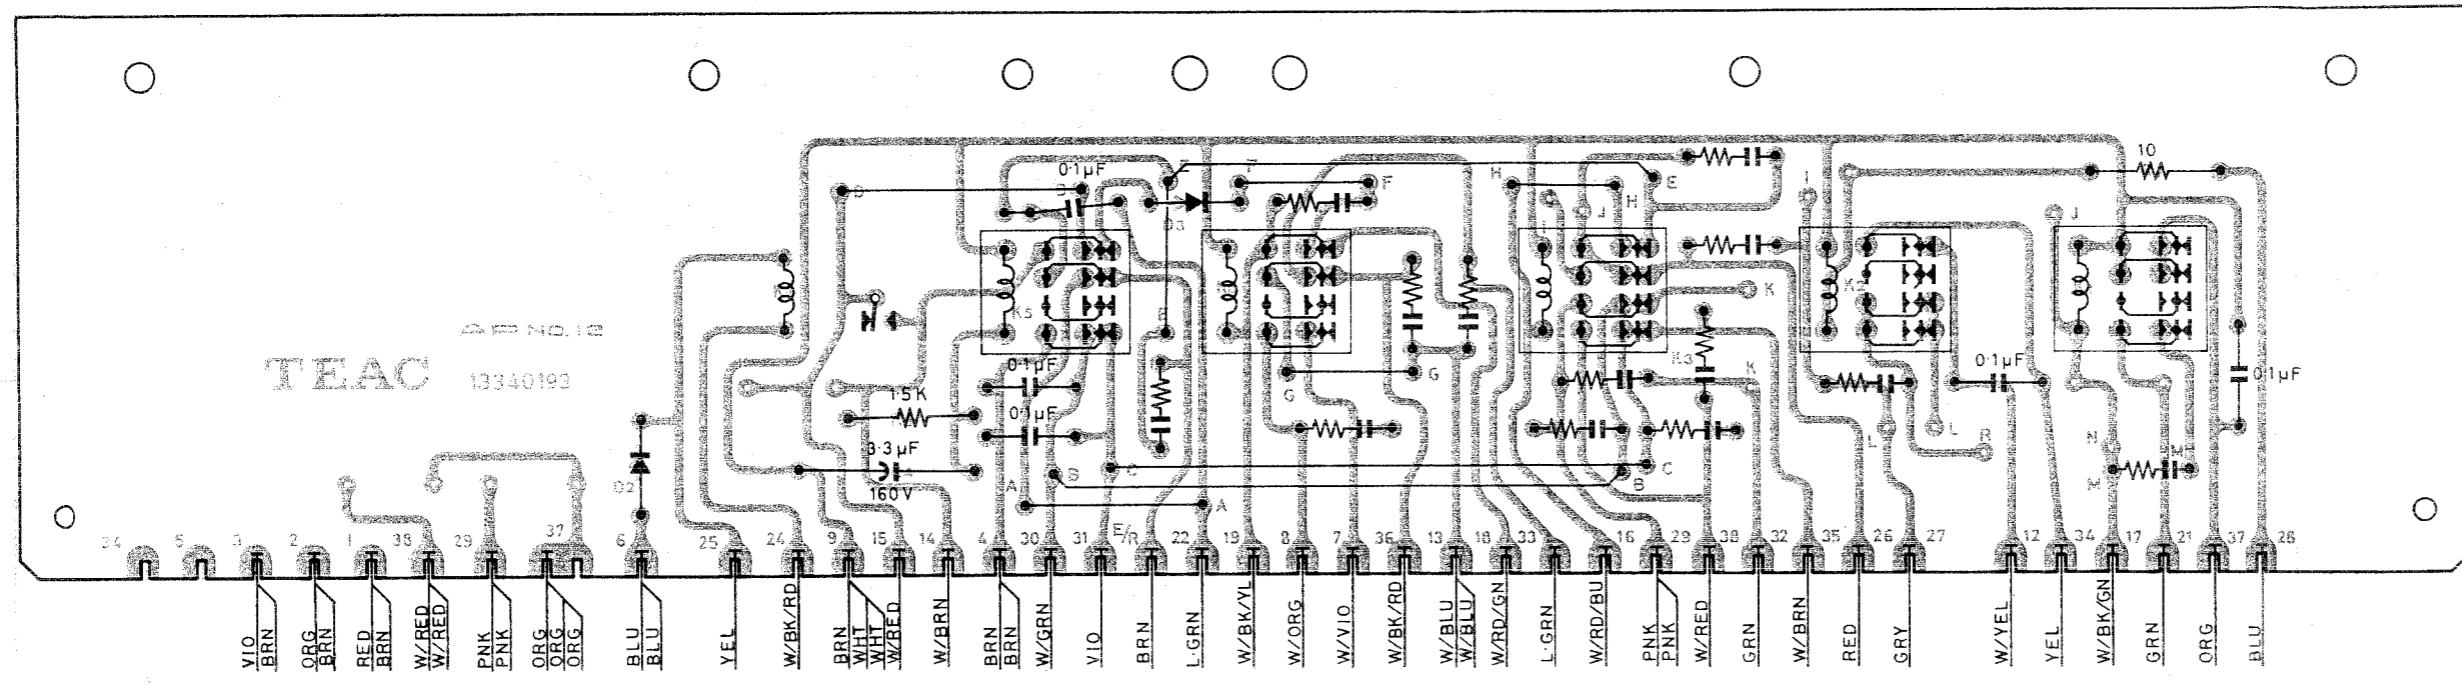 10
0·1µF
Z
7
B
3
F
E
H
I
H
J
J
D3
K5
K
K2
E
AP No.12
TEAC
13340193
0·1µF
0·1µF
0·1µF
1·5K
0·1µF
G
G
K3
K
3·3µF
160V
L
L
R
N
M
M
D2
A
B
C
C
B
A
34 5 3 2 1 38 29 37 6 25 24 9 15 14 4 30 31 E/R 22 19 8 7 36 13 18 33 16 29 38 32 35 26 27 12 34 17 21 37 28
VIO
BRN
ORG
BRN
RED
BRN
W/RED
W/RED
PNK
PNK
ORG
ORG
ORG
BLU
BLU
YEL
W/BK/RD
BRN
WHT
WHT
W/RED
W/BRN
BRN
BRN
W/GRN
VIO
BRN
L·GRN
W/BK/YL
W/ORG
W/VIO
W/BK/RD
W/BLU
W/BLU
W/RD/GN
L·GRN
W/RD/BU
PNK
PNK
W/RED
GRN
W/BRN
RED
GRY
W/YEL
YEL
W/BK/GN
GRN
ORG
BLU